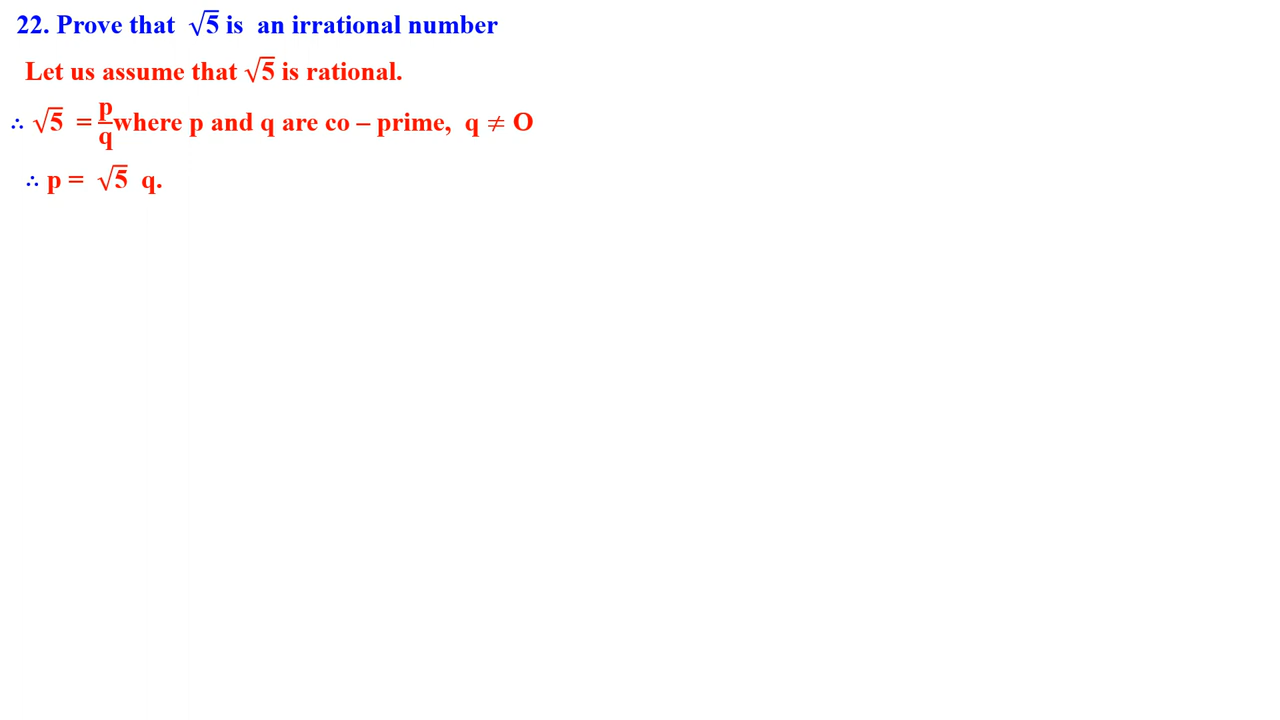 22. Prove that √5 is an irrational number
Let us assume that √5 is rational.
∴ √5 = p/q where p and q are co – prime, q ≠ O
∴ p = √5 q.